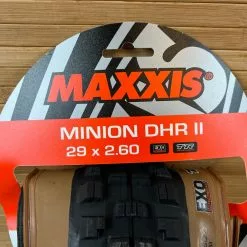 MAXXIS
MINION DHR II
29 x 2.60
EXO